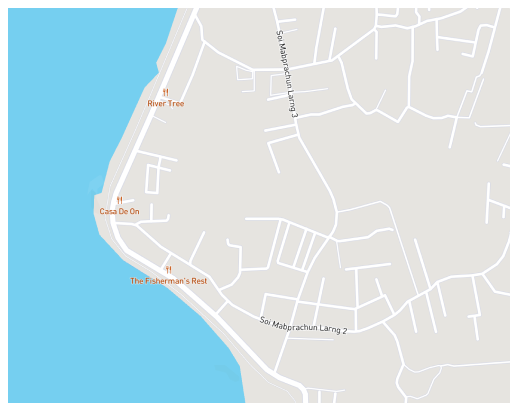 Soi Mabprachun Larng 3
River Tree
Casa De On
The Fisherman's Rest
Soi Mabprachun Larng 2